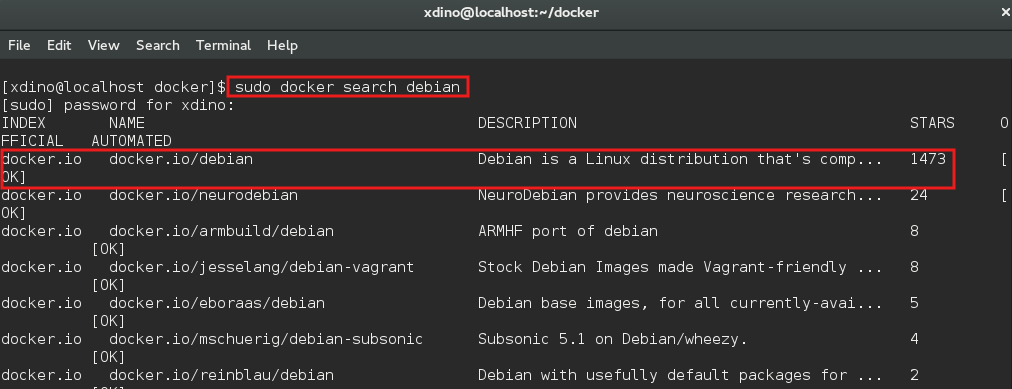 xdino@localhost:~/docker ×
File Edit View Search Terminal Help
[xdino@localhost docker]$ sudo docker search debian
[sudo] password for xdino:
INDEX NAME DESCRIPTION STARS O
FFICIAL AUTOMATED
docker.io docker.io/debian Debian is a Linux distribution that's comp... 1473 [
OK]
docker.io docker.io/neurodebian NeuroDebian provides neuroscience research... 24 [
OK]
docker.io docker.io/armbuild/debian ARMHF port of debian 8
[OK]
docker.io docker.io/jesselang/debian-vagrant Stock Debian Images made Vagrant-friendly ... 8
[OK]
docker.io docker.io/eboraas/debian Debian base images, for all currently-avai... 5
[OK]
docker.io docker.io/mschuerig/debian-subsonic Subsonic 5.1 on Debian/wheezy. 4
[OK]
docker.io docker.io/reinblau/debian Debian with usefully default packages for ... 2
[OK]